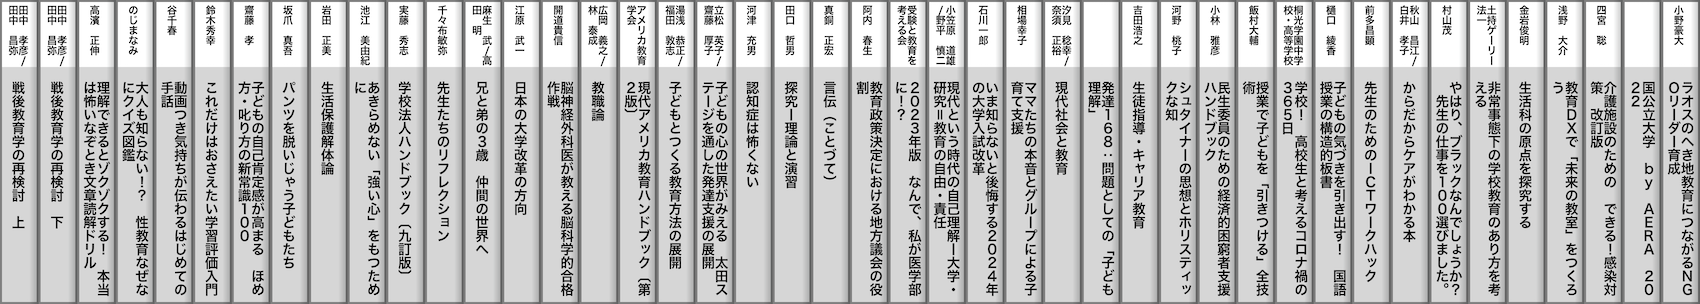 小野豪大
ラオスのへき地教育につながるNG
Oリーダー育成
国公立大学　by　AERA　20
22
四宮　聡
介護施設のための　できる!感染対
策　改訂版
浅野　大介
教育DXで「未来の教室」をつくろ
う
金岩俊明
生活科の原点を探究する
土持ゲーリー
法一
非常事態下の学校教育のあり方を考
える
村山茂
やはり、ブラックなんでしょうか?
先生の仕事を100選びました。
秋山　昌江/
白井　孝子
からだからケアがわかる本
前多昌顕
先生のためのICTワークハック
樋口　綾香
子どもの気づきを引き出す!　国語
授業の構造的板書
桐光学園中学
校・高等学校
学校!　高校生と考えるコロナ禍の
365日
飯村大輔
授業で子どもを「引きつける」全技
術
小林　雅彦
民生委員のための経済的困窮者支援
ハンドブック
河野　桃子
シュタイナーの思想とホリスティッ
クな知
吉田浩之
生徒指導・キャリア教育
発達168:問題としての「子ども
理解」
汐見　稔幸/
奈須　正裕
現代社会と教育
相場幸子
ママたちの本音とグループによる子
育て支援
石川一郎
いま知らないと後悔する2024年
の大学入試改革
小笠原　道雄
/野平　慎二
現代という時代の自己理解ー大学・
研究=教育の自由・責任
受験と教育を
考える会
2023年版　なんで、私が医学部
に!?
阿内　春生
教育政策決定における地方議会の役
割
真銅　正宏
言伝(ことづて)
田口　哲男
探究ー理論と演習
河津　充男
認知症は怖くない
立松　英子/
齋藤　厚子
子どもの心の世界がみえる　太田ス
テージを通した発達支援の展開
湯浅　恭正/
福田　敦志
子どもとつくる教育方法の展開
アメリカ教育
学会
現代アメリカ教育ハンドブック(第
2版)
広岡　義之/
林　泰成
教職論
開道貴信
脳神経外科医が教える脳科学的合格
作戦
江原　武一
日本の大学改革の方向
麻生　武/高
田　明
兄と弟の3歳　仲間の世界へ
千々布敏弥
先生たちのリフレクション
実藤　秀志
学校法人ハンドブック(九訂版)
池江　美由紀
あきらめない「強い心」をもつため
に
岩田　正美
生活保護解体論
坂爪　真吾
パンツを脱いじゃう子どもたち
齋藤　孝
子どもの自己肯定感が高まる　ほめ
方・叱り方の新常識100
鈴木秀幸
これだけはおさえたい学習評価入門
谷千春
動画つき気持ちが伝わるはじめての
手話
のじまなみ
大人も知らない!?　性教育なぜな
にクイズ図鑑
高濱　正伸
理解できるとゾクゾクする!　本当
は怖いなぞとき文章読解ドリル
田中　孝彦/
田中　昌弥
戦後教育学の再検討　下
田中　孝彦/
田中　昌弥
戦後教育学の再検討　上